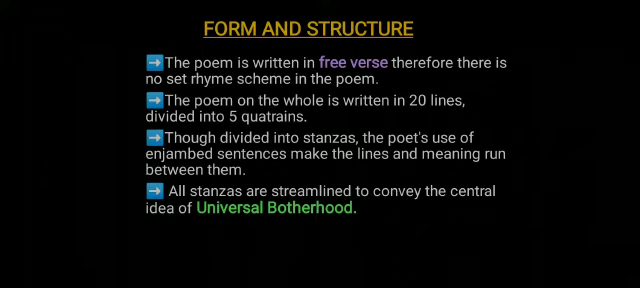 FORM AND STRUCTURE
➡The poem is written in free verse therefore there is
no set rhyme scheme in the poem.
➡The poem on the whole is written in 20 lines,
divided into 5 quatrains.
➡Though divided into stanzas, the poet's use of
enjambed sentences make the lines and meaning run
between them.
➡ All stanzas are streamlined to convey the central
idea of Universal Botherhood.